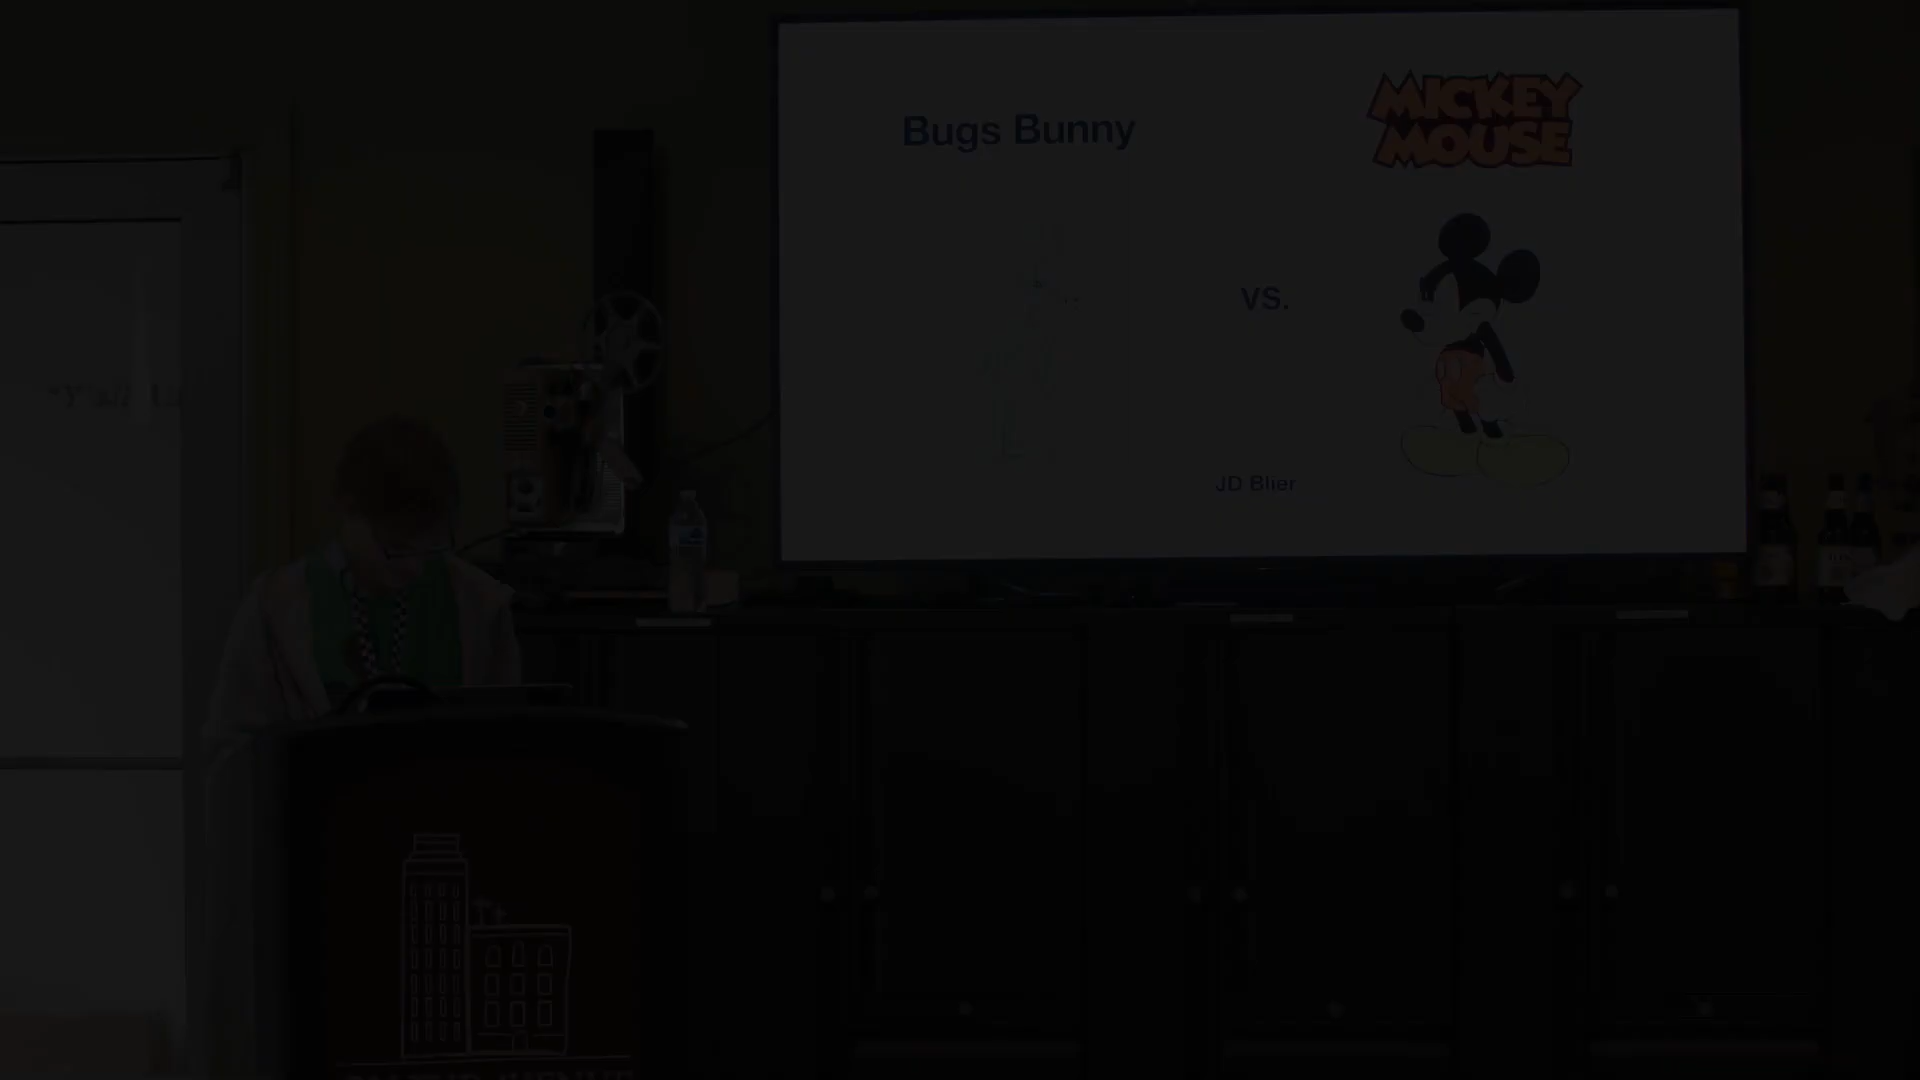 Bugs Bunny
MICKEY
MOUSE
VS.
JD Blier